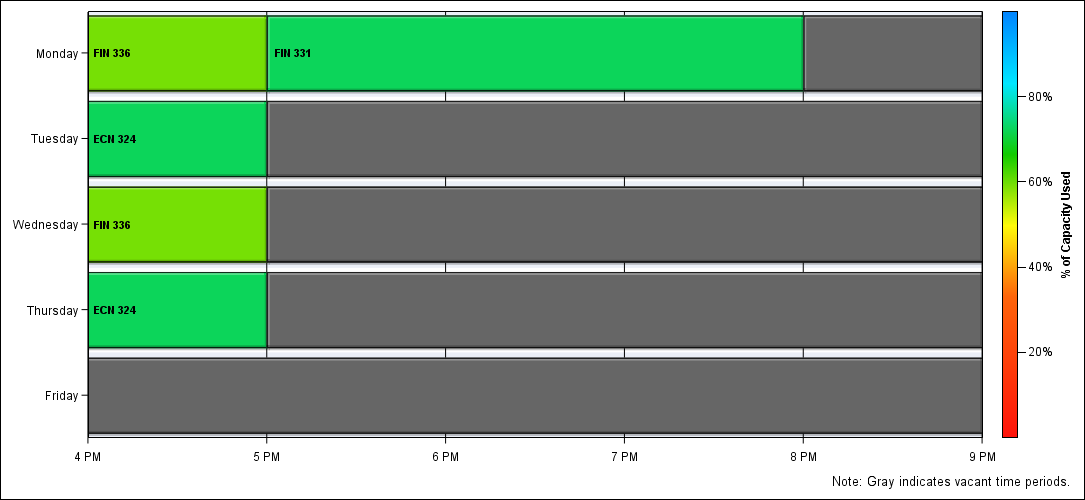 Monday
FIN 336
FIN 331
Tuesday
ECN 324
Wednesday
FIN 336
Thursday
ECN 324
Friday
4 PM
5 PM
6 PM
7 PM
8 PM
9 PM
80%
60%
40%
20%
% of Capacity Used
Note: Gray indicates vacant time periods.